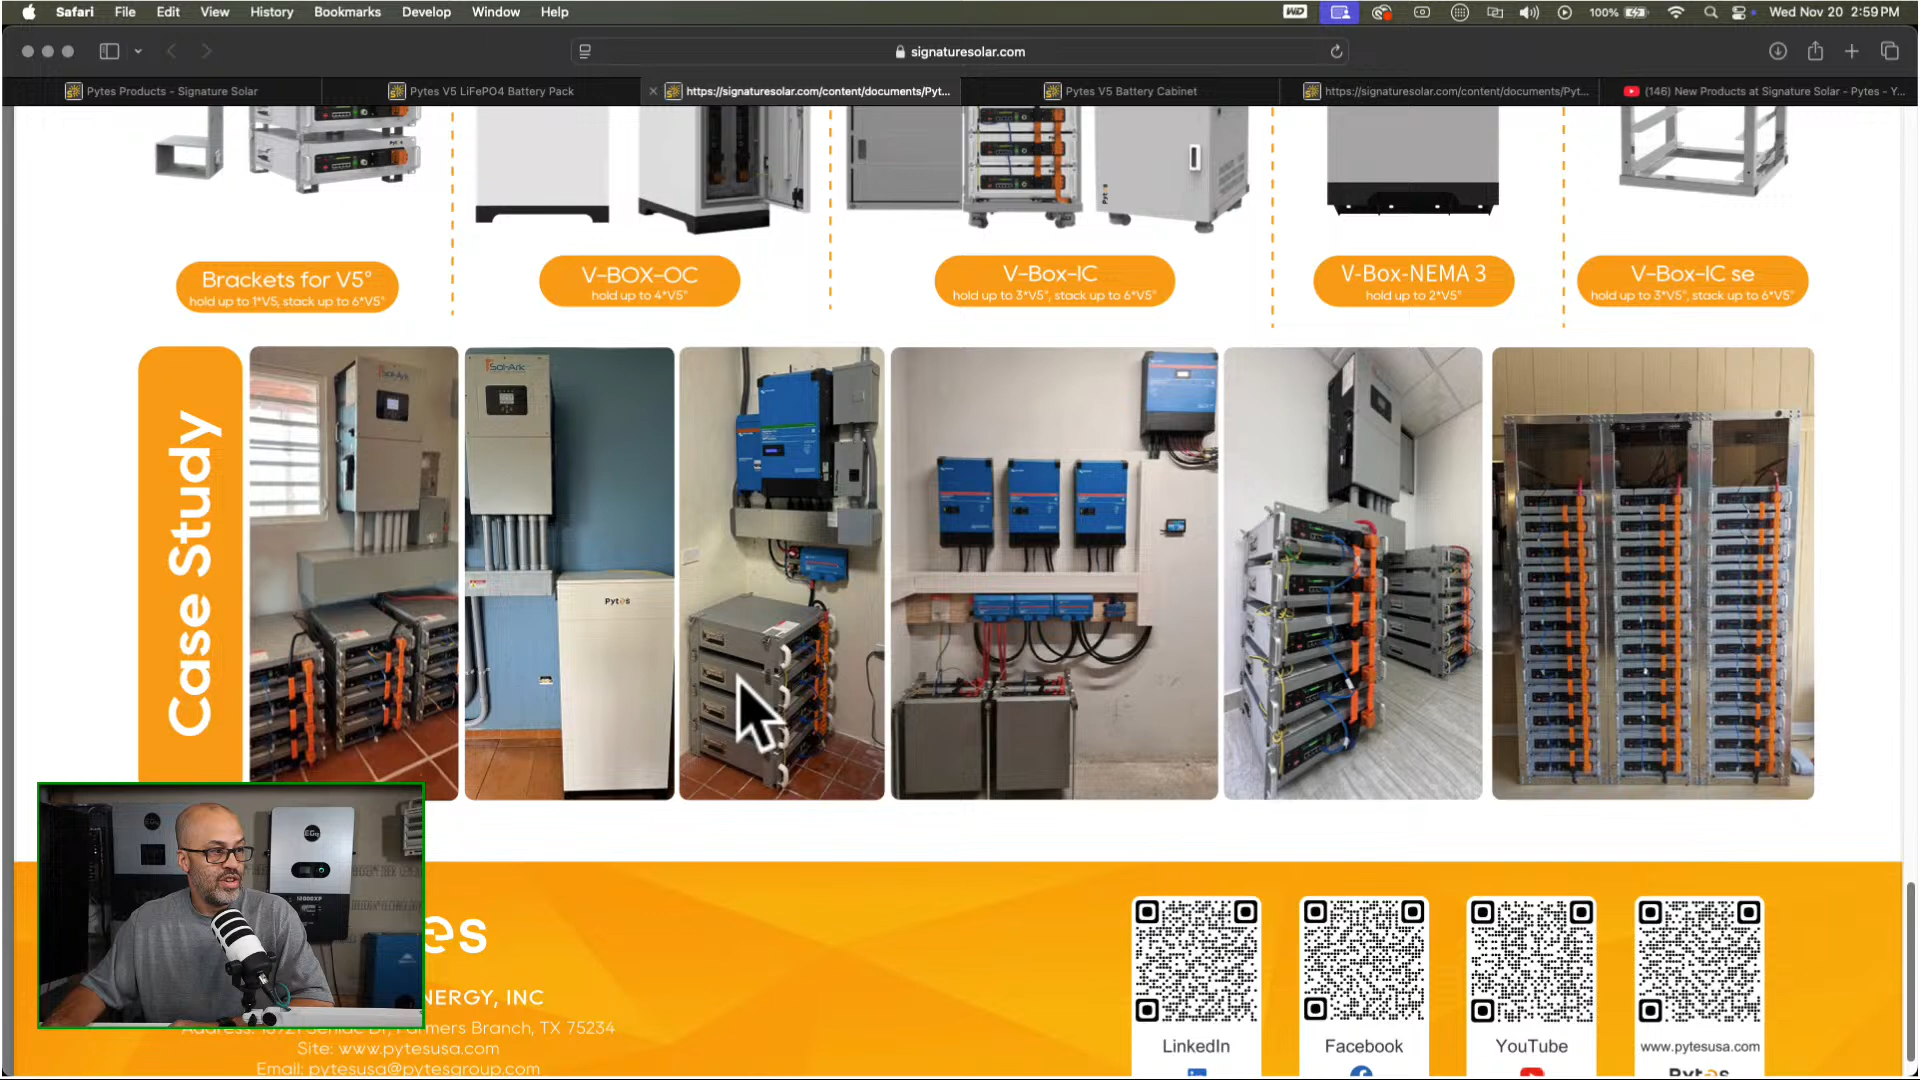 Safari File Edit View History Bookmarks Develop Window Help
WD
100%
Wed Nov 20 2:59 PM
signaturesolar.com
Pytes Products - Signature Solar
Pytes V5 LiFePO4 Battery Pack
https://signaturesolar.com/content/documents/Pyt...
Pytes V5 Battery Cabinet
https://signaturesolar.com/content/documents/Pyt...
(146) New Products at Signature Solar - Pytes - Y...
Brackets for V5°
hold up to 1*V5, stack up to 6*V5°
V-BOX-OC
hold up to 4*V5°
V-Box-IC
hold up to 3*V5°, stack up to 6*V5°
V-Box-NEMA 3
hold up to 2*V5°
V-Box-IC se
hold up to 3*V5°, stack up to 6*V5°
Case Study
Sol-Ark
Sol-Ark
Pytes
EG4
es
NERGY, INC
Farmers Branch, TX 75234
Site: www.pytesusa.com
Email: pytesusa@pytesgroup.com
LinkedIn
Facebook
YouTube
www.pytesusa.com
Pytes